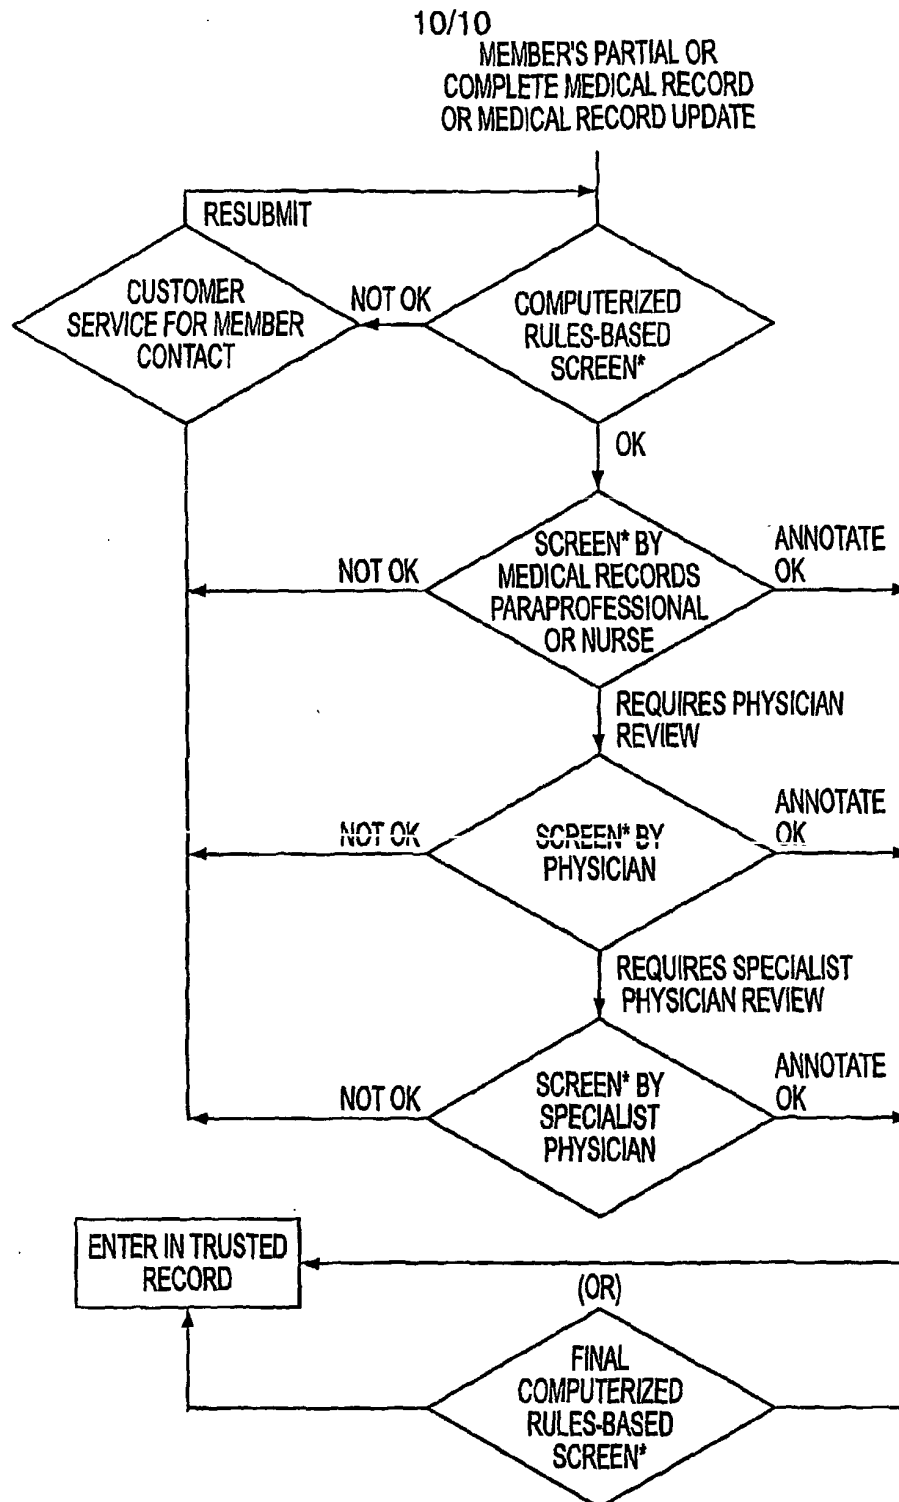 10/10
MEMBER'S PARTIAL OR
COMPLETE MEDICAL RECORD
OR MEDICAL RECORD UPDATE
RESUBMIT
CUSTOMER
SERVICE FOR MEMBER
CONTACT
NOT OK
COMPUTERIZED
RULES-BASED
SCREEN*
OK
NOT OK
SCREEN* BY
MEDICAL RECORDS
PARAPROFESSIONAL
OR NURSE
ANNOTATE
OK
REQUIRES PHYSICIAN
REVIEW
NOT OK
SCREEN* BY
PHYSICIAN
ANNOTATE
OK
REQUIRES SPECIALIST
PHYSICIAN REVIEW
NOT OK
SCREEN* BY
SPECIALIST
PHYSICIAN
ANNOTATE
OK
ENTER IN TRUSTED
RECORD
(OR)
FINAL
COMPUTERIZED
RULES-BASED
SCREEN*